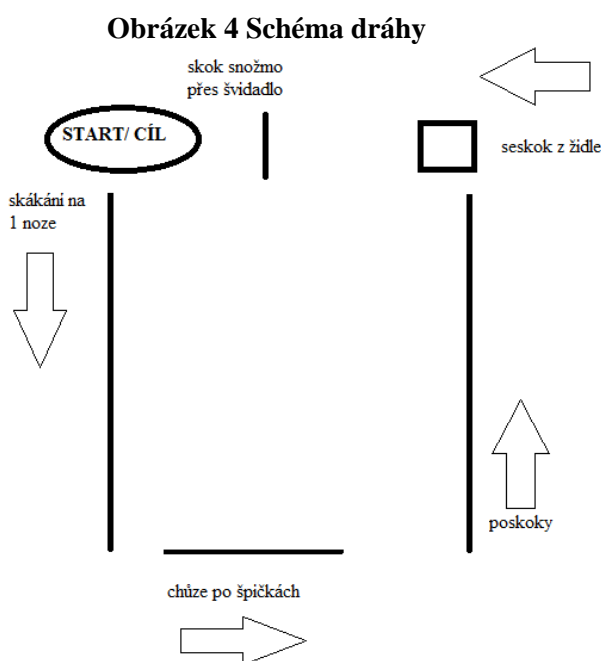 Obrázek 4 Schéma dráhy
skok snožmo
přes švidadlo
START/ CÍL
seskok z židle
skákáni na
1 noze
poskoky
chůze po špičkách